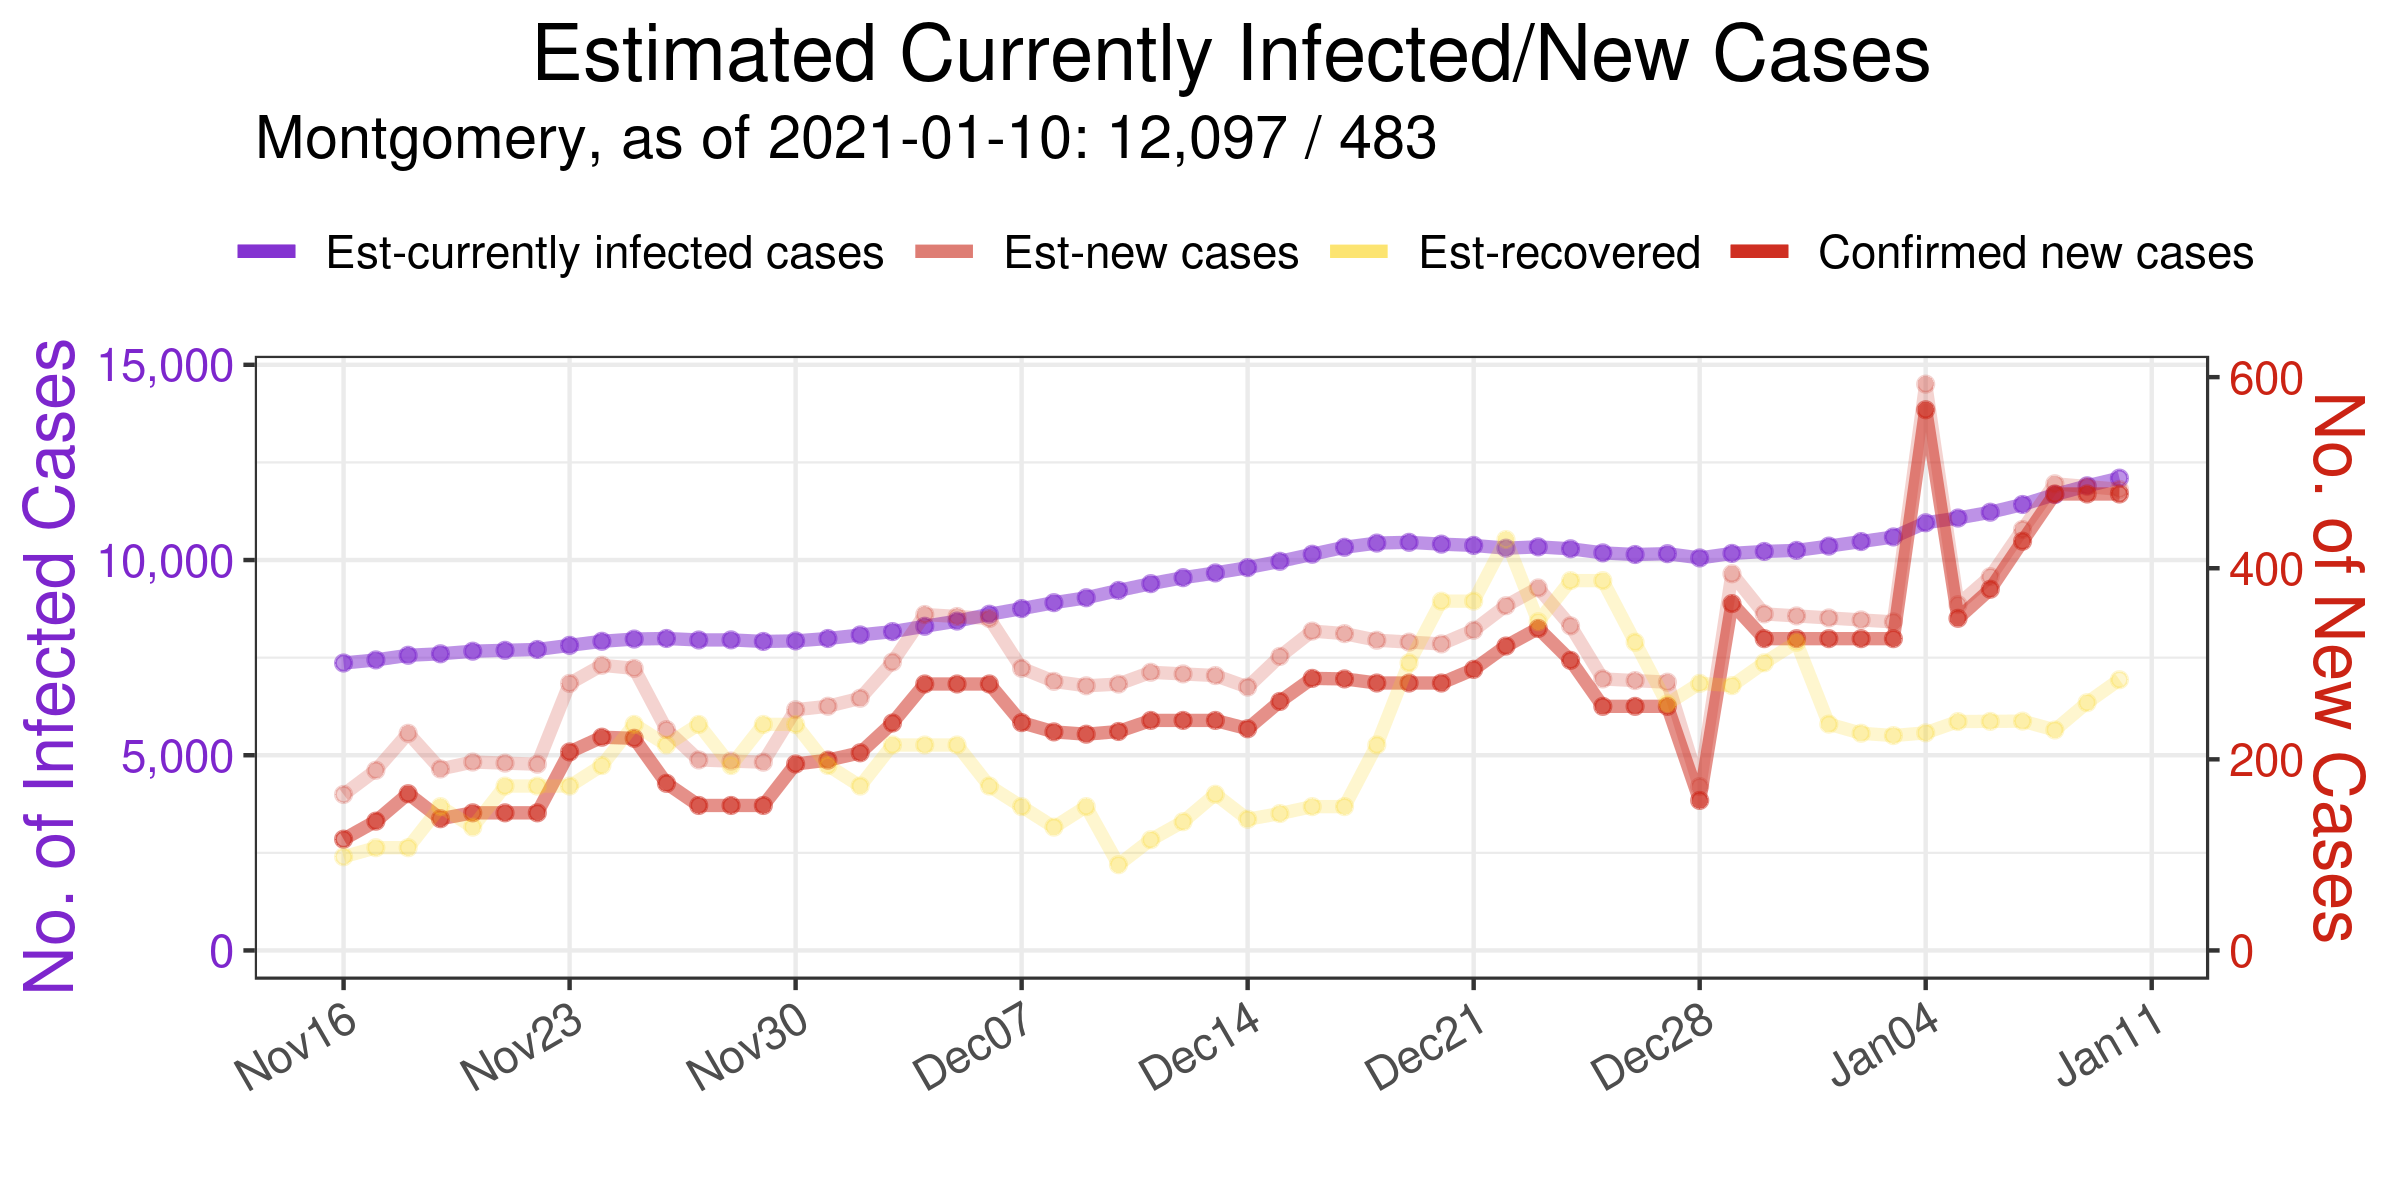 Estimated Currently Infected/New Cases
Montgomery, as of 2021-01-10: 12,097 / 483
Est-currently infected cases Est-new cases Est-recovered Confirmed new cases
No. of Infected Cases
15,000
10,000
5,000
0
600
400
200
0
No. of New Cases
Nov16 Nov23 Nov30 Dec07 Dec14 Dec21 Dec28 Jan04 Jan11